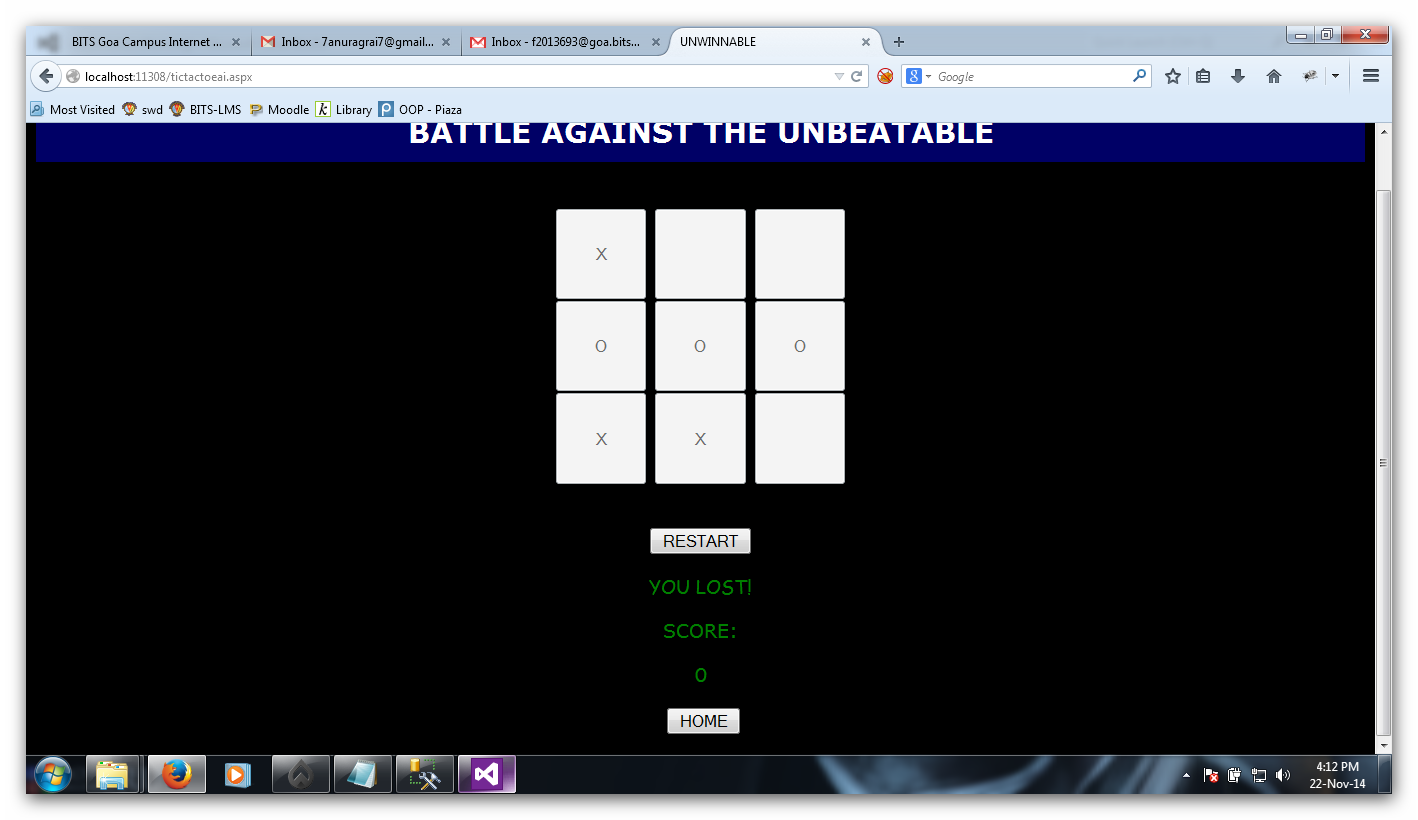 BITS Goa Campus Internet ... Inbox - 7anuragrai7@gmail... Inbox - f2013693@goa.bits... UNWINNABLE
localhost:11308/tictactoeai.aspx Google
Most Visited swd BITS-LMS Moodle Library OOP - Piaza
BATTLE AGAINST THE UNBEATABLE
X
O O O
X X
RESTART
YOU LOST!
SCORE:
0
HOME
4:12 PM
22-Nov-14